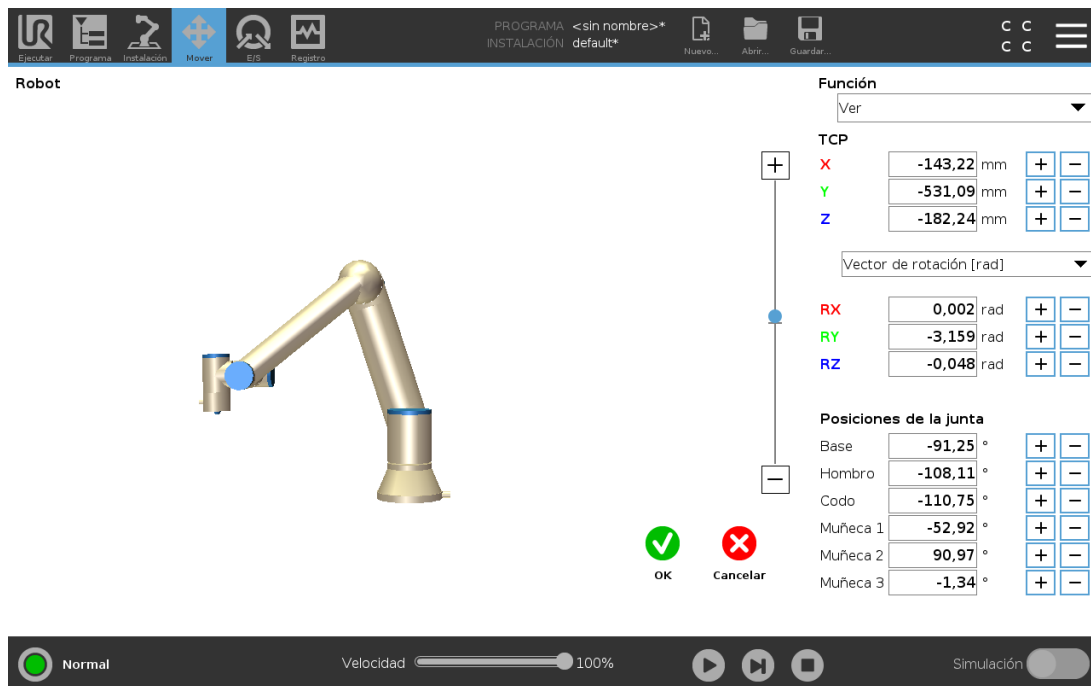 PROGRAMA <sin nombre>*
INSTALACIÓN default*
C C
C C
Ejecutar Programa Instalación Mover E/S Registro Nuevo... Abrir... Guardar...
Robot
Función
Ver
TCP
X -143,22 mm + −
Y -531,09 mm + −
Z -182,24 mm + −
Vector de rotación [rad]
RX 0,002 rad + −
RY -3,159 rad + −
RZ -0,048 rad + −
Posiciones de la junta
Base -91,25 ° + −
Hombro -108,11 ° + −
Codo -110,75 ° + −
Muñeca 1 -52,92 ° + −
Muñeca 2 90,97 ° + −
Muñeca 3 -1,34 ° + −
OK Cancelar
Normal Velocidad 100% Simulación